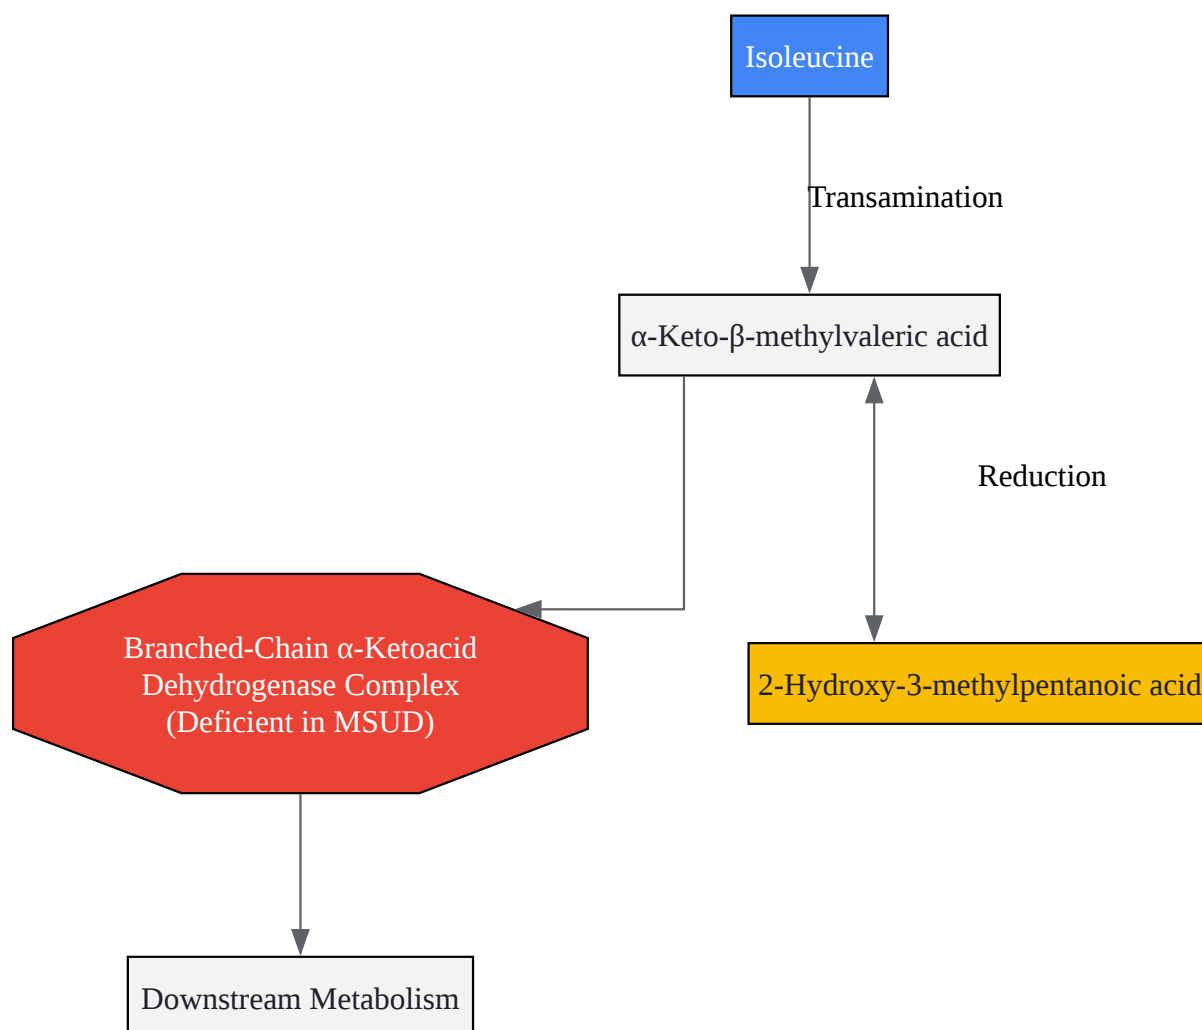 Isoleucine
Transamination
α-Keto-β-methylvaleric acid
Reduction
Branched-Chain α-Ketoacid
Dehydrogenase Complex
(Deficient in MSUD)
2-Hydroxy-3-methylpentanoic acid
Downstream Metabolism